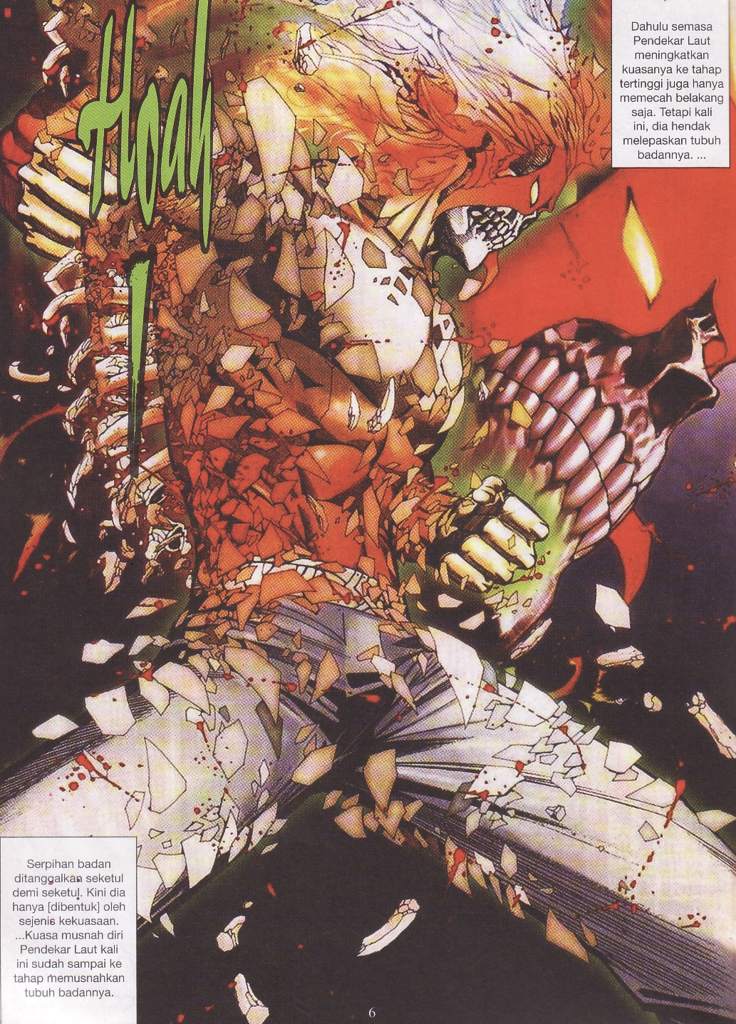 Dahulu semasa
Pendekar Laut
meningkatkan
kuasanya ke tahap
tertinggi juga hanya
memecah belakang
saja. Tetapi kali
ini, dia hendak
melepaskan tubuh
badannya. ...
Hoah
!
Serpihan badan
ditanggalkan seketul
demi seketul. Kini dia
hanya [dibentuk] oleh
sejenis kekuasaan.
...Kuasa musnah diri
Pendekar Laut kali
ini sudah sampai ke
tahap memusnahkan
tubuh badannya.
6